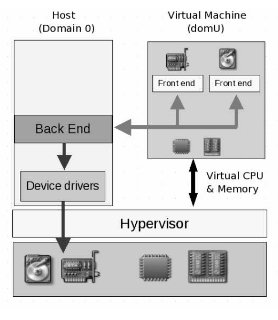 Host
(Domain 0)
Virtual Machine
(domU)
Front end
Front end
Back End
Device drivers
Virtual CPU
& Memory
Hypervisor